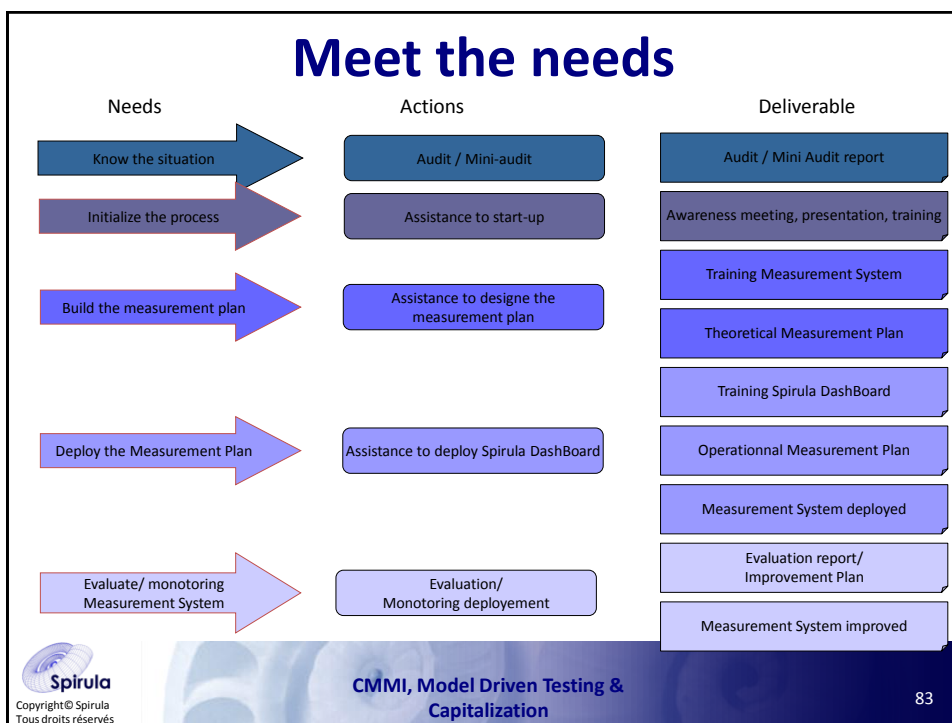 Meet the needs
Needs
Actions
Deliverable
Know the situation
Audit / Mini-audit
Audit / Mini Audit report
Initialize the process
Assistance to start-up
Awareness meeting, presentation, training
Build the measurement plan
Assistance to designe the
measurement plan
Training Measurement System
Theoretical Measurement Plan
Deploy the Measurement Plan
Assistance to deploy Spirula DashBoard
Training Spirula DashBoard
Operationnal Measurement Plan
Measurement System deployed
Evaluate/ monotoring
Measurement System
Evaluation/
Monotoring deployement
Evaluation report/
Improvement Plan
Measurement System improved
Spirula
Copyright© Spirula
Tous droits réservés
CMMI, Model Driven Testing &
Capitalization
83